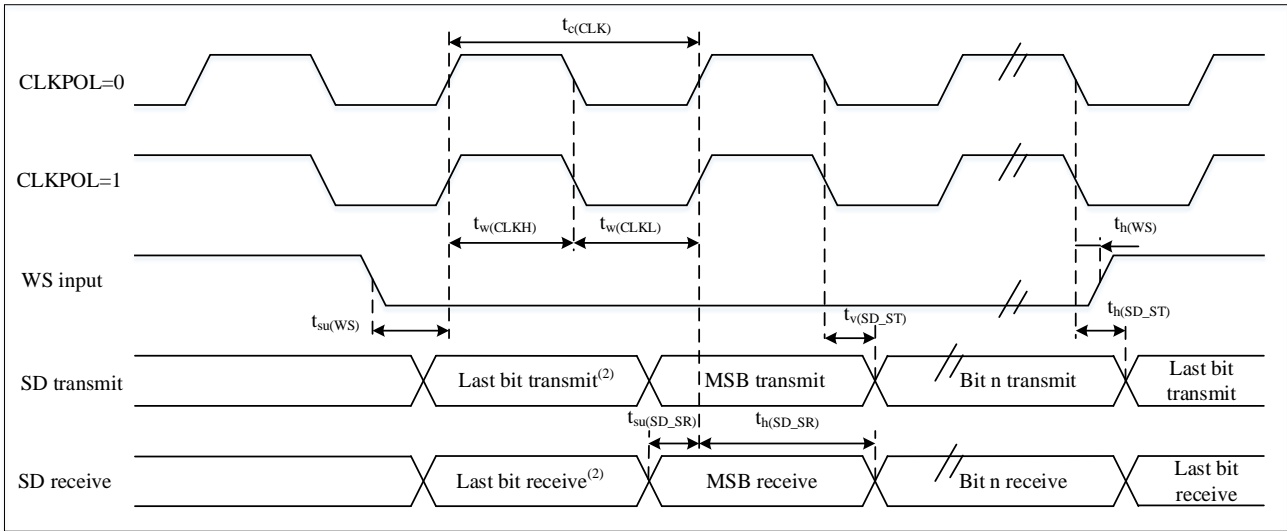 t_c(CLK)
CLKPOL=0
CLKPOL=1
t_w(CLKH)
t_w(CLKL)
t_h(WS)
WS input
t_su(WS)
t_v(SD_ST)
t_h(SD_ST)
SD transmit
Last bit transmit(2)
MSB transmit
Bit n transmit
Last bit
transmit
t_su(SD_SR)
t_h(SD_SR)
SD receive
Last bit receive(2)
MSB receive
Bit n receive
Last bit
receive